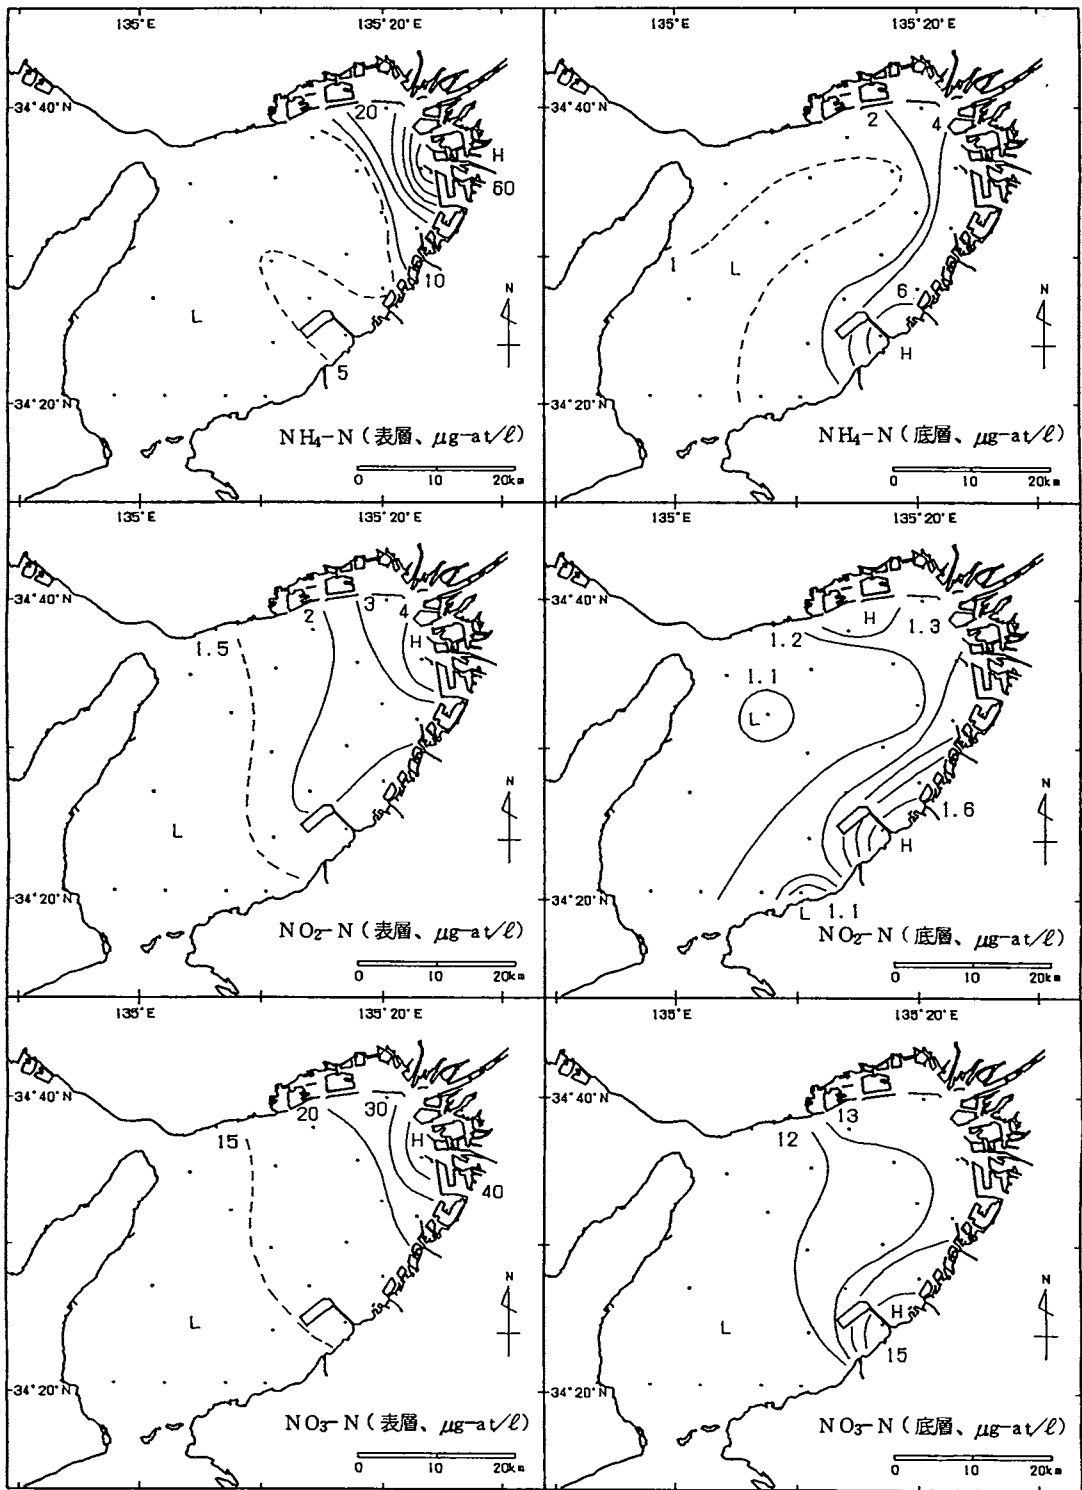 135°E 135°20'E
34°40'N
20
H
60
10
L
5
N
34°20'N
NH₄-N (表層、μg-at/ℓ)
0 10 20km
135°E 135°20'E
34°40'N
2 4
1 L
6
H
N
34°20'N
NH₄-N (底層、μg-at/ℓ)
0 10 20km
135°E 135°20'E
34°40'N
2 3 4
1.5
H
L
N
34°20'N
NO₂-N (表層、μg-at/ℓ)
0 10 20km
135°E 135°20'E
34°40'N
H
1.2 1.3
1.1
L
1.6
H
N
34°20'N
L 1.1
NO₂-N (底層、μg-at/ℓ)
0 10 20km
135°E 135°20'E
34°40'N
20 30
15
H
40
L
N
34°20'N
NO₃-N (表層、μg-at/ℓ)
0 10 20km
135°E 135°20'E
34°40'N
13
12
H
L
15
N
34°20'N
NO₃-N (底層、μg-at/ℓ)
0 10 20km